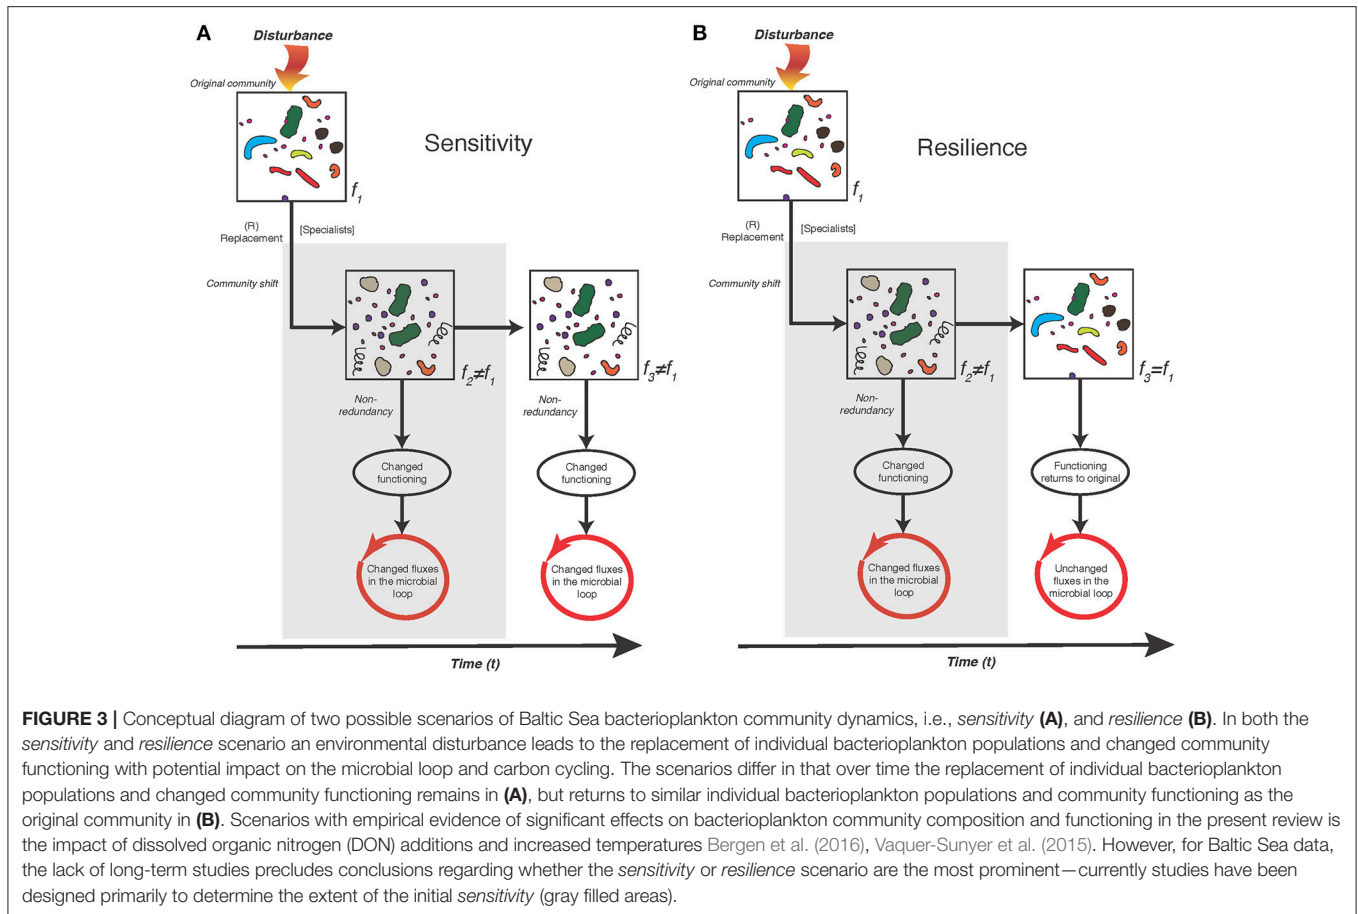 A
Disturbance
Original community
Sensitivity
f1
(R)
Replacement
[Specialists]
Community shift
f2≠f1
f3≠f1
Non-
redundancy
Changed
functioning
Changed
functioning
Changed fluxes
in the microbial
loop
Changed fluxes
in the microbial
loop
Time (t)
B
Disturbance
Original community
Resilience
f1
(R)
Replacement
[Specialists]
Community shift
f2≠f1
f3=f1
Non-
redundancy
Changed
functioning
Functioning
returns to original
Changed fluxes
in the microbial
loop
Unchanged
fluxes in the
microbial loop
Time (t)
FIGURE 3 | Conceptual diagram of two possible scenarios of Baltic Sea bacterioplankton community dynamics, i.e., sensitivity (A), and resilience (B). In both the
sensitivity and resilience scenario an environmental disturbance leads to the replacement of individual bacterioplankton populations and changed community
functioning with potential impact on the microbial loop and carbon cycling. The scenarios differ in that over time the replacement of individual bacterioplankton
populations and changed community functioning remains in (A), but returns to similar individual bacterioplankton populations and community functioning as the
original community in (B). Scenarios with empirical evidence of significant effects on bacterioplankton community composition and functioning in the present review is
the impact of dissolved organic nitrogen (DON) additions and increased temperatures Bergen et al. (2016), Vaquer-Sunyer et al. (2015). However, for Baltic Sea data,
the lack of long-term studies precludes conclusions regarding whether the sensitivity or resilience scenario are the most prominent—currently studies have been
designed primarily to determine the extent of the initial sensitivity (gray filled areas).